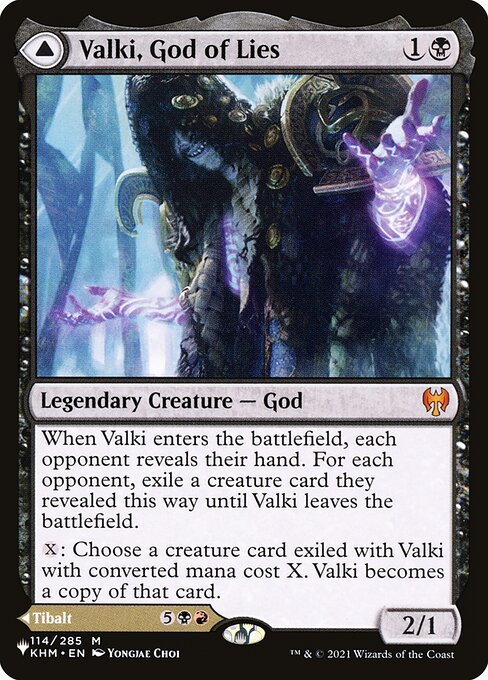 Valki, God of Lies 1
Legendary Creature — God
When Valki enters the battlefield, each
opponent reveals their hand. For each
opponent, exile a creature card they
revealed this way until Valki leaves the
battlefield.
X: Choose a creature card exiled with Valki
with converted mana cost X. Valki becomes
a copy of that card.
Tibalt 5
2/1
114/285 M
KHM • EN Yongjae Choi
™ & © 2021 Wizards of the Coast